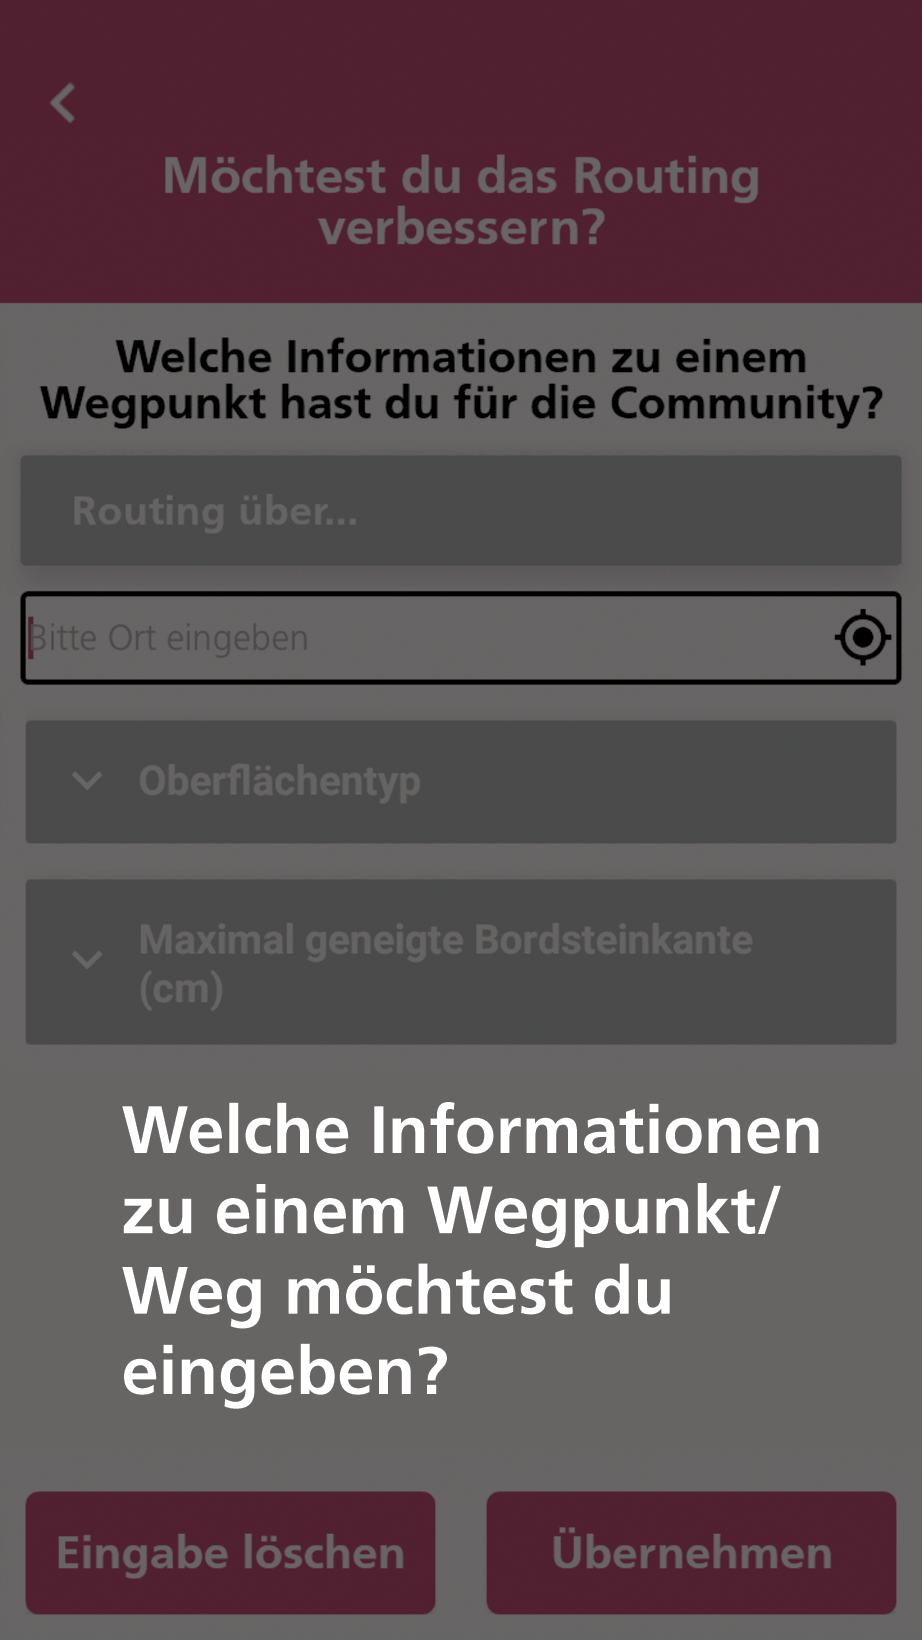 Möchtest du das Routing
verbessern?
Welche Informationen zu einem
Wegpunkt hast du für die Community?
Routing über...
Bitte Ort eingeben
Oberflächentyp
Maximal geneigte Bordsteinkante
(cm)
Welche Informationen
zu einem Wegpunkt/
Weg möchtest du
eingeben?
Eingabe löschen
Übernehmen